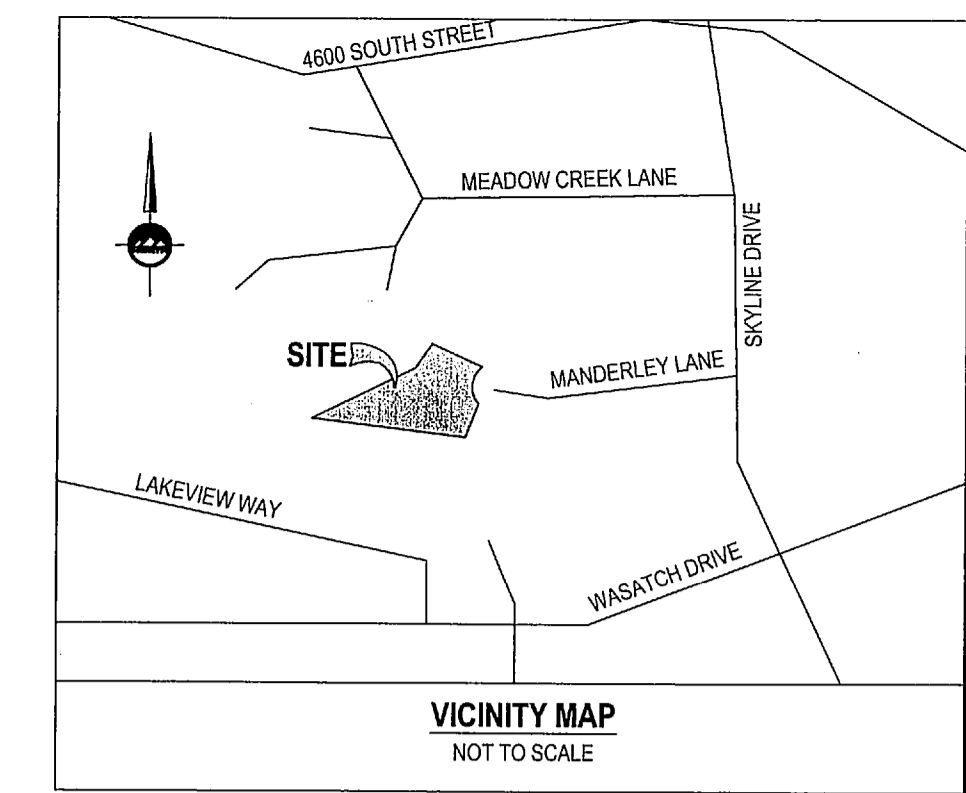 4600 SOUTH STREET
MEADOW CREEK LANE
SKYLINE DRIVE
SITE
MANDERLEY LANE
LAKEVIEW WAY
WASATCH DRIVE
VICINITY MAP
NOT TO SCALE